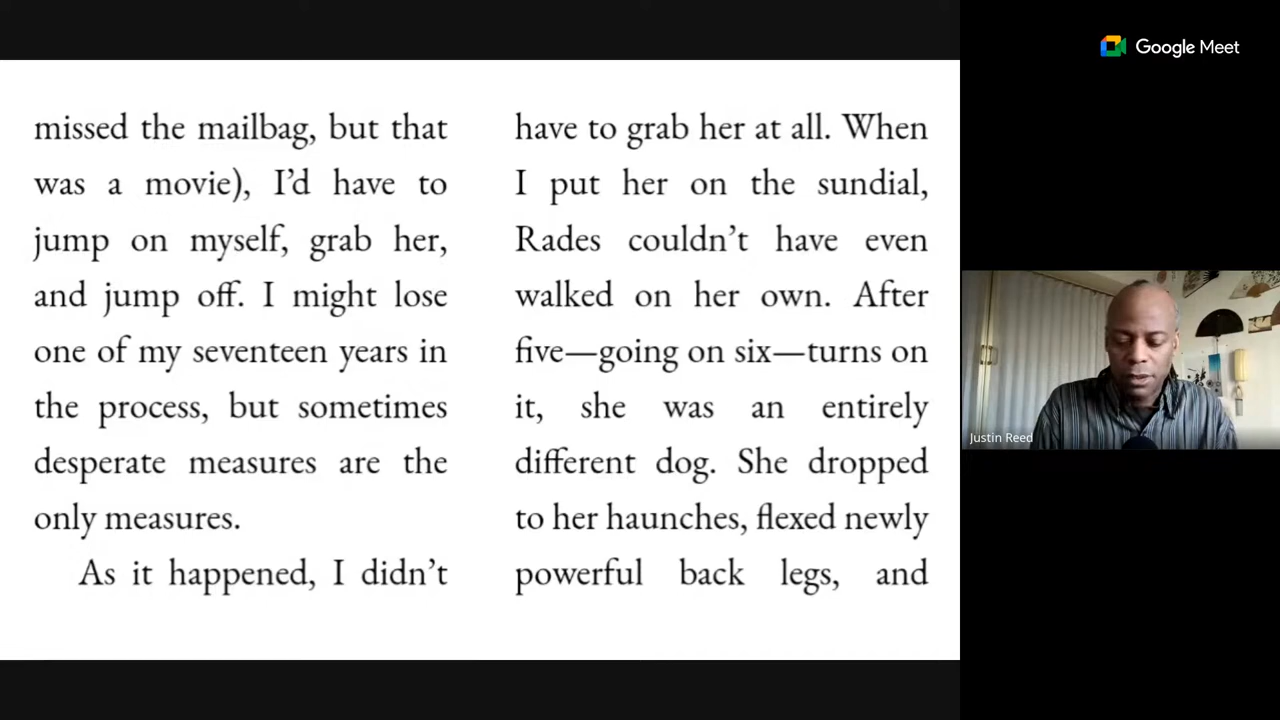 missed the mailbag, but that
was a movie), I’d have to
jump on myself, grab her,
and jump off. I might lose
one of my seventeen years in
the process, but sometimes
desperate measures are the
only measures.
As it happened, I didn’t
have to grab her at all. When
I put her on the sundial,
Rades couldn’t have even
walked on her own. After
five—going on six—turns on
it, she was an entirely
different dog. She dropped
to her haunches, flexed newly
powerful back legs, and
Google Meet
Justin Reed